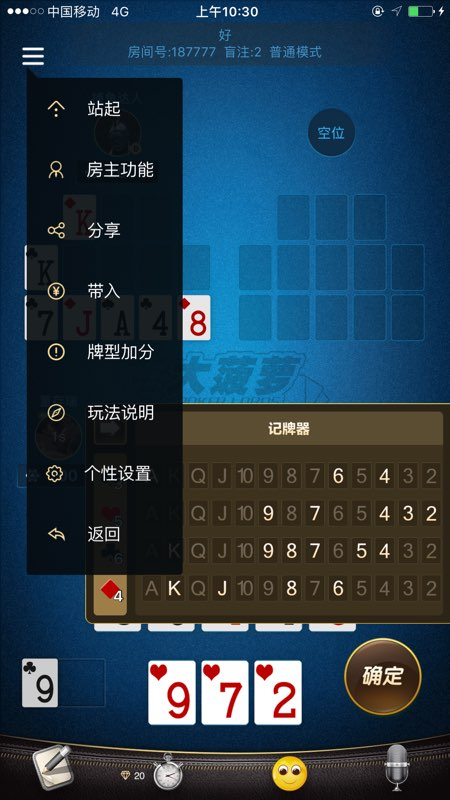 中国移动 4G 上午10:30
好
房间号:187777 盲注:2 普通模式
站起
房主功能
分享
带入
牌型加分
玩法说明
个性设置
返回
空位
K
K
7 J A 4 8
大菠萝
1s
记牌器
A K Q J 10 9 8 7 6 5 4 3 2
5 A K Q J 10 9 8 7 6 5 4 3 2
6 A K Q J 10 9 8 7 6 5 4 3 2
4 A K Q J 10 9 8 7 6 5 4 3 2
9
9 7 2
确定
20